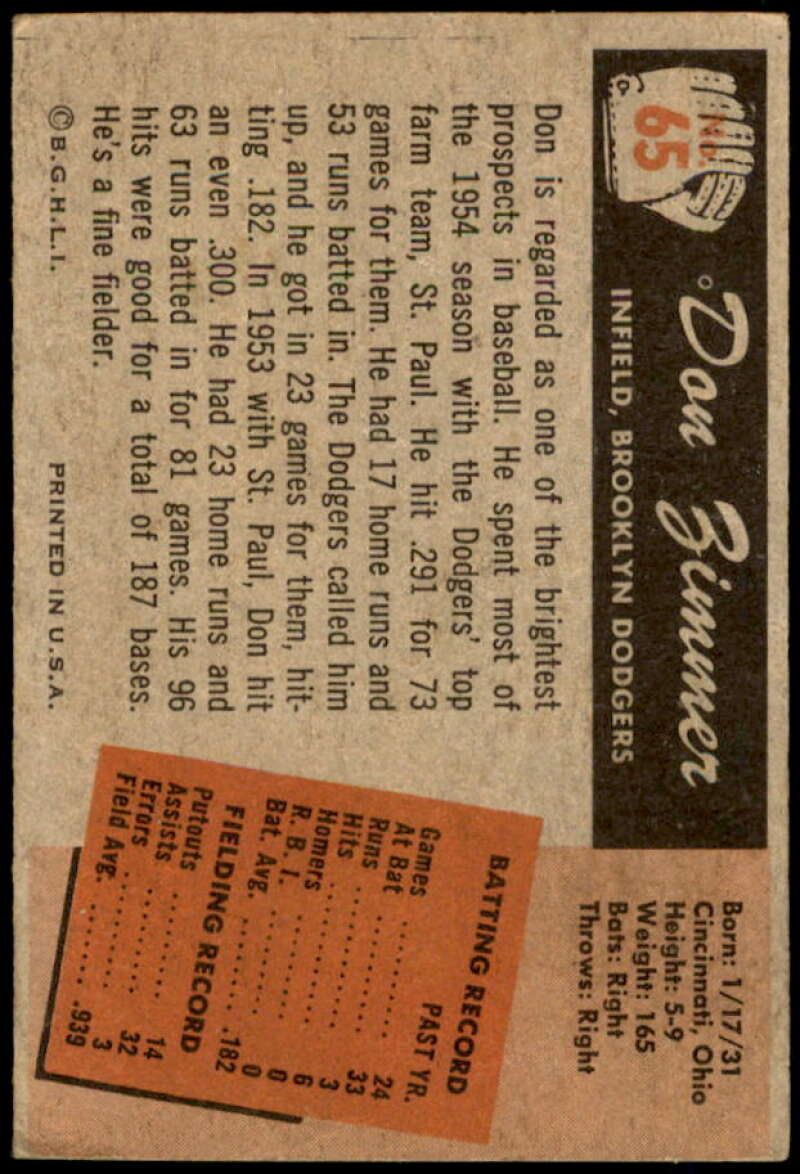 No. 65
Don Zimmer
INFIELD, BROOKLYN DODGERS
Born: 1/17/31
Cincinnati, Ohio
Height: 5-9
Weight: 165
Bats: Right
Throws: Right
Don is regarded as one of the brightest
prospects in baseball. He spent most of
the 1954 season with the Dodgers' top
farm team, St. Paul. He hit .291 for 73
games for them. He had 17 home runs and
53 runs batted in. The Dodgers called him
up, and he got in 23 games for them, hit-
ting .182. In 1953 with St. Paul, Don hit
an even .300. He had 23 home runs and
63 runs batted in for 81 games. His 96
hits were good for a total of 187 bases.
He's a fine fielder.
© B.G.H.L.I. PRINTED IN U.S.A.
BATTING RECORD
PAST YR.
Games .......... 24
At Bat .......... 33
Runs .......... 3
Hits .......... 6
Homers .......... 0
R. B. I. .......... 0
Bat. Avg. ........ .182
FIELDING RECORD
Putouts .......... 14
Assists .......... 32
Errors .......... 3
Field Avg. ....... .939